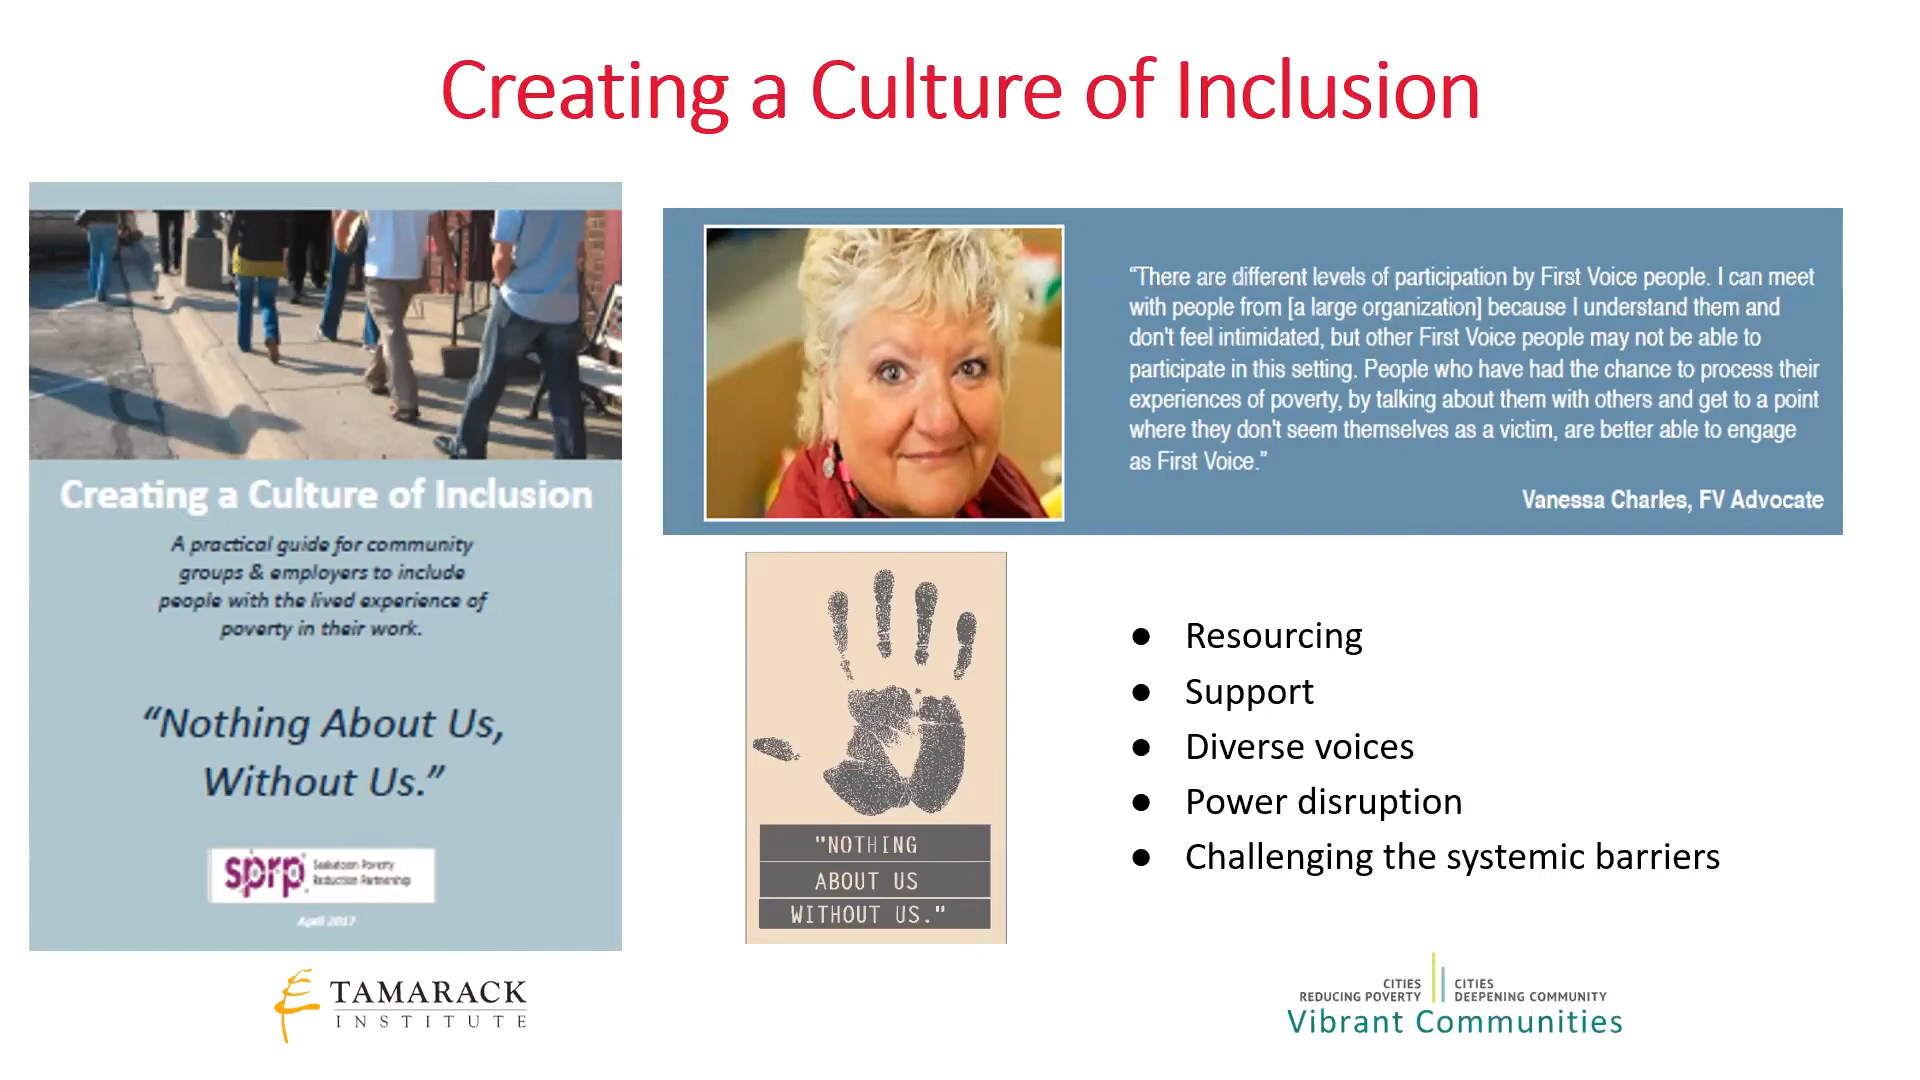 Creating a Culture of Inclusion
Creating a Culture of Inclusion
A practical guide for community
groups & employers to include
people with the lived experience of
poverty in their work.
“Nothing About Us,
Without Us.”
sprp
Saskatoon Poverty
Reduction Partnership
April 2017
“There are different levels of participation by First Voice people. I can meet
with people from [a large organization] because I understand them and
don't feel intimidated, but other First Voice people may not be able to
participate in this setting. People who have had the chance to process their
experiences of poverty, by talking about them with others and get to a point
where they don't seem themselves as a victim, are better able to engage
as First Voice.”
Vanessa Charles, FV Advocate
"NOTHING
ABOUT US
WITHOUT US."
● Resourcing
● Support
● Diverse voices
● Power disruption
● Challenging the systemic barriers
TAMARACK
INSTITUTE
CITIES
REDUCING POVERTY
CITIES
DEEPENING COMMUNITY
Vibrant Communities